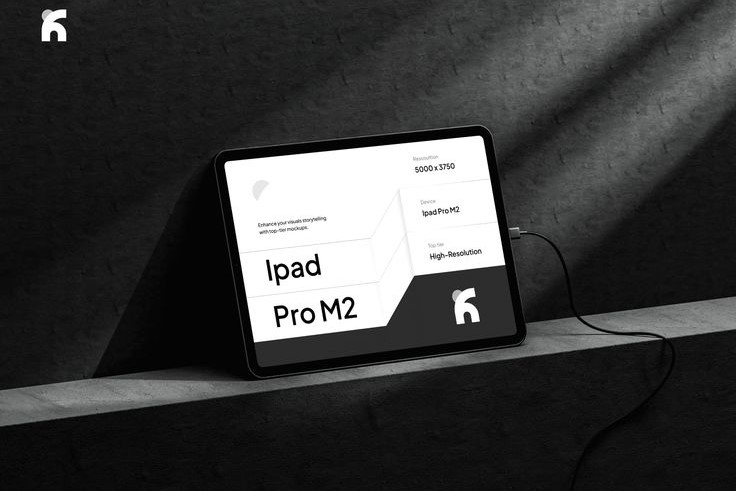 Enhance your visuals storytelling
with top-tier mockups.
Ipad
Pro M2
Resoultion
5000 x 3750
Device
Ipad Pro M2
Top tier
High-Resolution